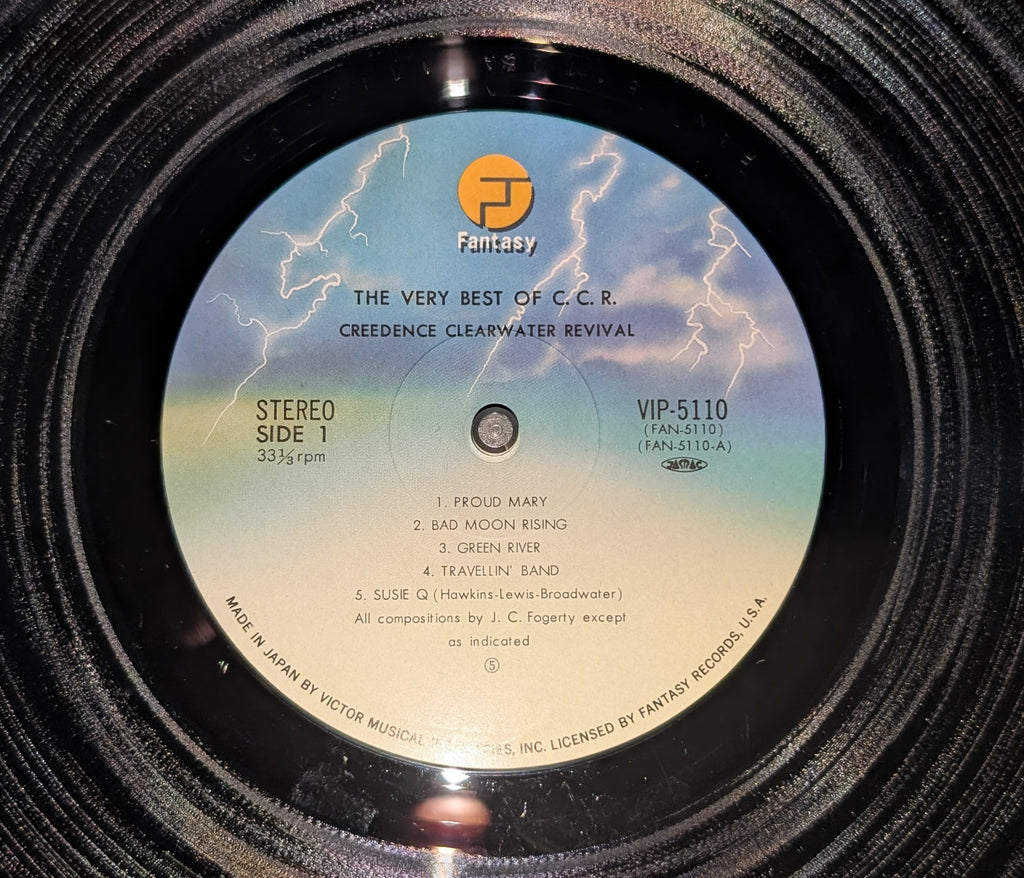 Fantasy
THE VERY BEST OF C. C. R.
CREEDENCE CLEARWATER REVIVAL
STEREO
SIDE 1
33⅓ rpm
VIP-5110
(FAN-5110)
(FAN-5110-A)
JASRAC
1. PROUD MARY
2. BAD MOON RISING
3. GREEN RIVER
4. TRAVELLIN' BAND
5. SUSIE Q (Hawkins-Lewis-Broadwater)
All compositions by J. C. Fogerty except
as indicated
⑤
MADE IN JAPAN BY VICTOR MUSICAL INC. LICENSED BY FANTASY RECORDS, U.S.A.